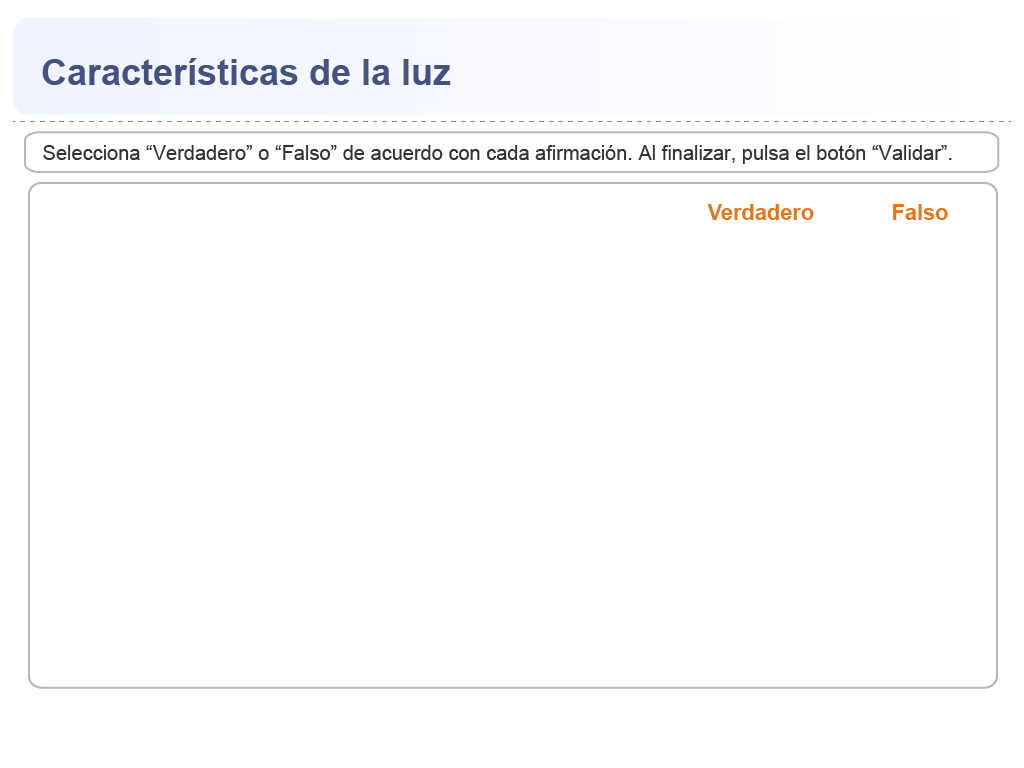 Características de la luz
Selecciona “Verdadero” o “Falso” de acuerdo con cada afirmación. Al finalizar, pulsa el botón “Validar”.
Verdadero Falso